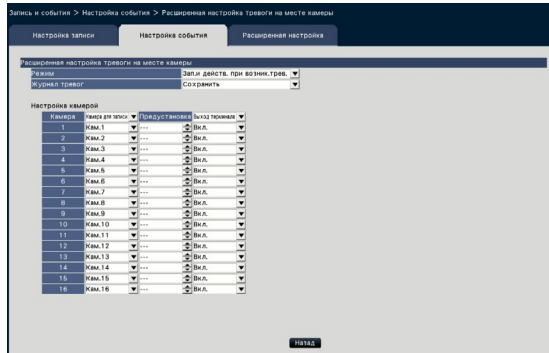 Запись и события > Настройка события > Расширенная настройка тревоги на месте камеры
Настройка записи Настройка события Расширенная настройка
Расширенная настройка тревоги на месте камеры
Режим Зап.и действ. при возник.трев.
Журнал тревог Сохранить
Настройка камерой
Камера Камера для записи Предустановка Выход терминала
1 Кам.1 --- Вкл.
2 Кам.2 --- Вкл.
3 Кам.3 --- Вкл.
4 Кам.4 --- Вкл.
5 Кам.5 --- Вкл.
6 Кам.6 --- Вкл.
7 Кам.7 --- Вкл.
8 Кам.8 --- Вкл.
9 Кам.9 --- Вкл.
10 Кам.10 --- Вкл.
11 Кам.11 --- Вкл.
12 Кам.12 --- Вкл.
13 Кам.13 --- Вкл.
14 Кам.14 --- Вкл.
15 Кам.15 --- Вкл.
16 Кам.16 --- Вкл.
Назад